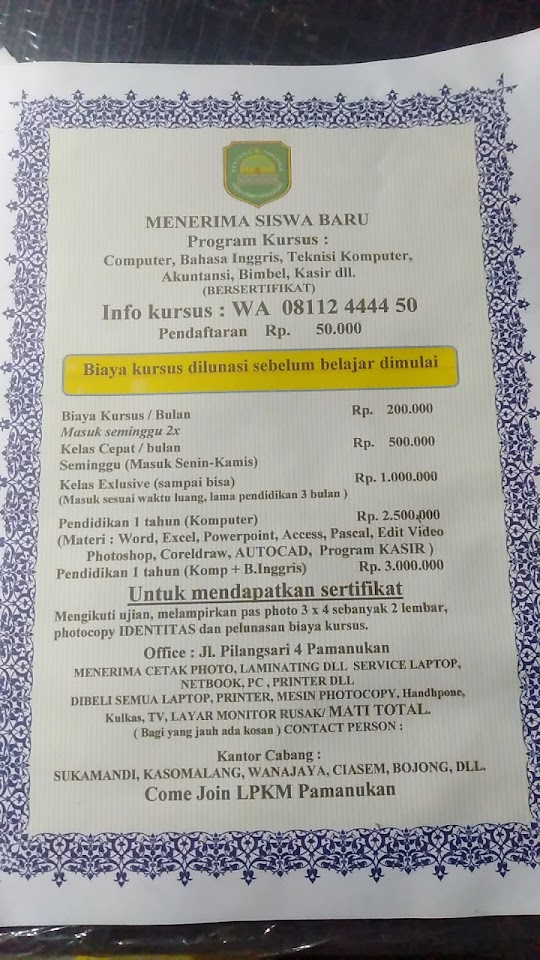 MENERIMA SISWA BARU
Program Kursus :
Computer, Bahasa Inggris, Teknisi Komputer,
Akuntansi, Bimbel, Kasir dll.
(BERSERTIFIKAT)
Info kursus : WA 08112 4444 50
Pendaftaran Rp. 50.000
Biaya kursus dilunasi sebelum belajar dimulai
Biaya Kursus / Bulan Rp. 200.000
Masuk seminggu 2x
Kelas Cepat / bulan Rp. 500.000
Seminggu (Masuk Senin-Kamis)
Kelas Exlusive (sampai bisa) Rp. 1.000.000
(Masuk sesuai waktu luang, lama pendidikan 3 bulan )
Pendidikan 1 tahun (Komputer) Rp. 2.500.000
(Materi : Word, Excel, Powerpoint, Access, Pascal, Edit Video
Photoshop, Coreldraw, AUTOCAD, Program KASIR )
Pendidikan 1 tahun (Komp + B.Inggris) Rp. 3.000.000
Untuk mendapatkan sertifikat
Mengikuti ujian, melampirkan pas photo 3 x 4 sebanyak 2 lembar,
photocopy IDENTITAS dan pelunasan biaya kursus.
Office : Jl. Pilangsari 4 Pamanukan
MENERIMA CETAK PHOTO, LAMINATING DLL SERVICE LAPTOP,
NETBOOK, PC , PRINTER DLL
DIBELI SEMUA LAPTOP, PRINTER, MESIN PHOTOCOPY, Handhpone,
Kulkas, TV, LAYAR MONITOR RUSAK/ MATI TOTAL.
( Bagi yang jauh ada kosan ) CONTACT PERSON :
Kantor Cabang :
SUKAMANDI, KASOMALANG, WANAJAYA, CIASEM, BOJONG, DLL.
Come Join LPKM Pamanukan